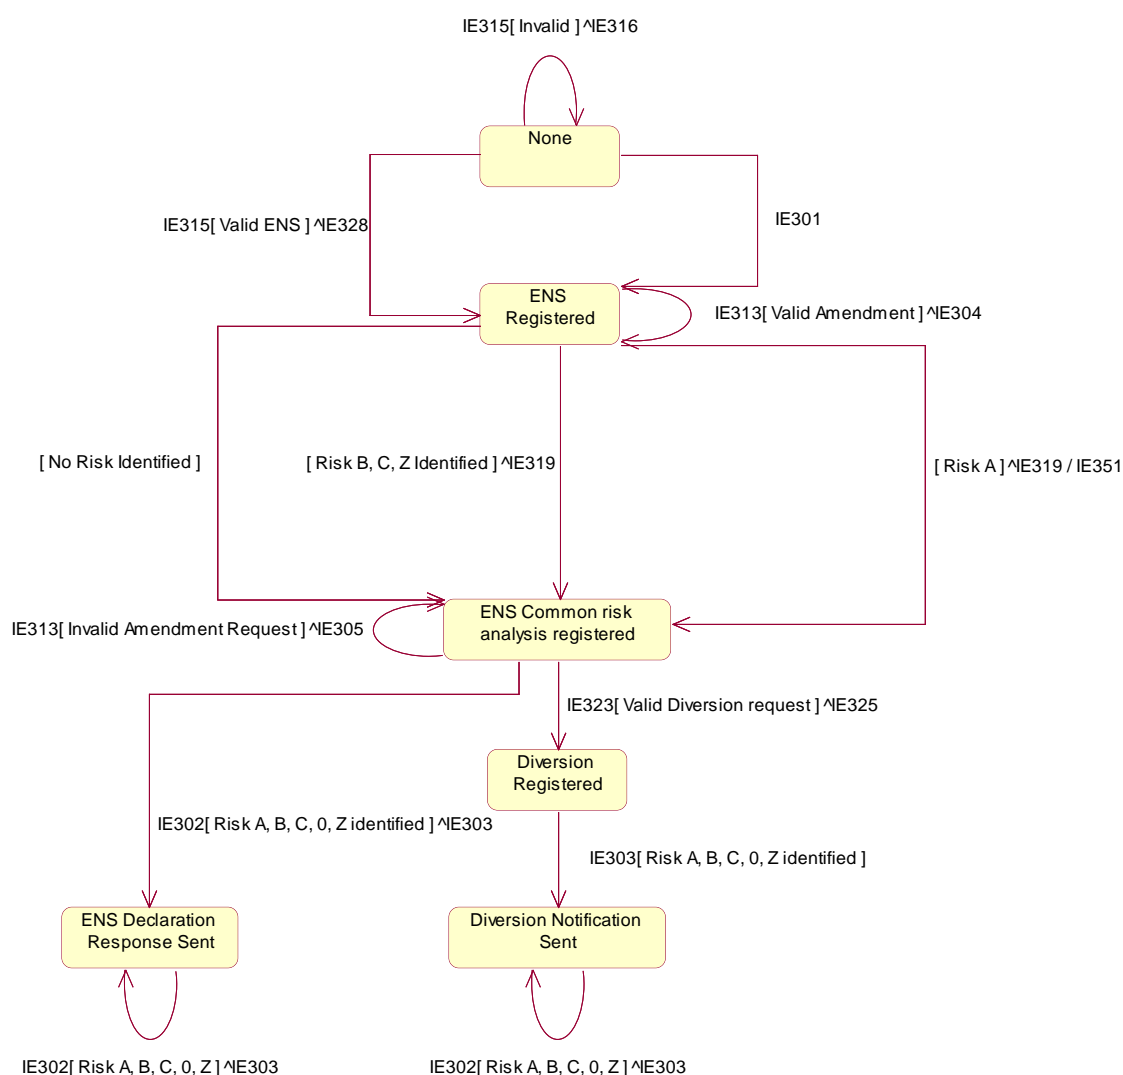 IE315[ Invalid ] ^IE316
None
IE315[ Valid ENS ] ^IE328
IE301
ENS
Registered
IE313[ Valid Amendment ] ^IE304
[ No Risk Identified ]
[ Risk B, C, Z Identified ] ^IE319
[ Risk A ] ^IE319 / IE351
ENS Common risk
analysis registered
IE313[ Invalid Amendment Request ] ^IE305
IE323[ Valid Diversion request ] ^IE325
Diversion
Registered
IE302[ Risk A, B, C, 0, Z identified ] ^IE303
IE303[ Risk A, B, C, 0, Z identified ]
ENS Declaration
Response Sent
Diversion Notification
Sent
IE302[ Risk A, B, C, 0, Z ] ^IE303
IE302[ Risk A, B, C, 0, Z ] ^IE303